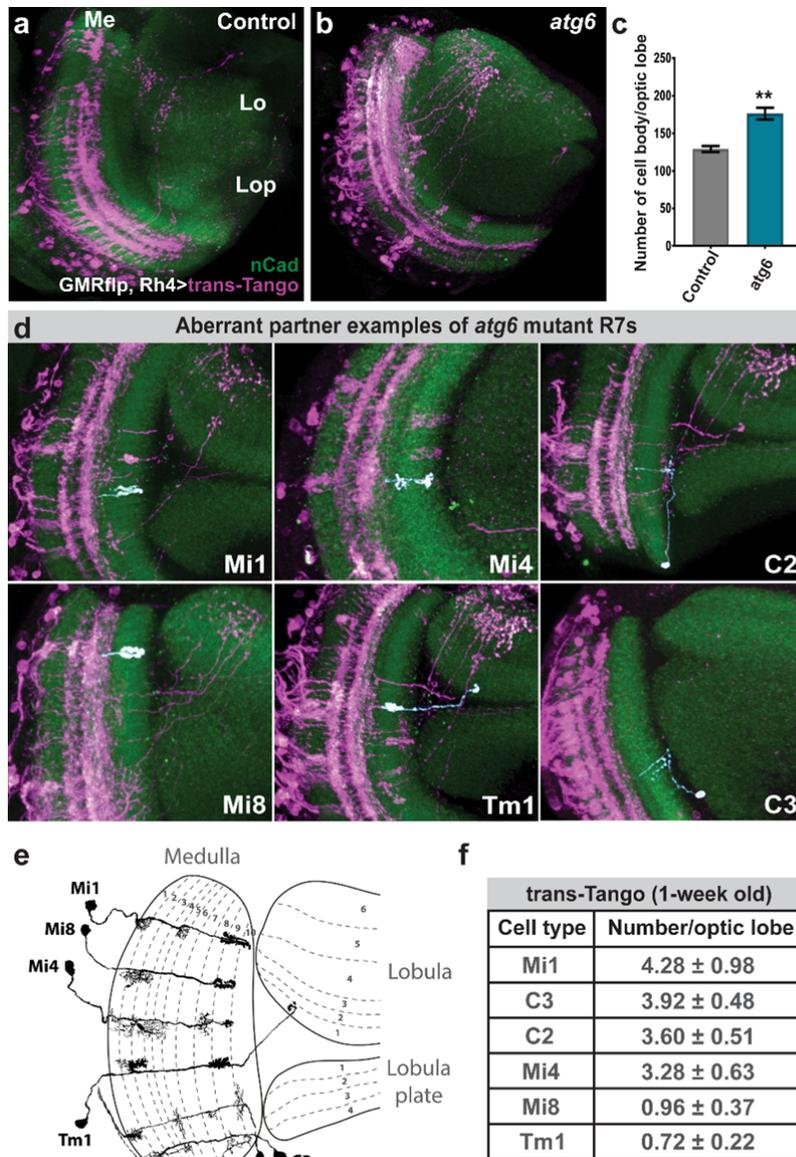 a Me Control
Lo
Lop
nCad
GMRflp, Rh4>trans-Tango
b atg6
c
Number of cell body/optic lobe
250
200
150
100
50
0
**
Control
atg6
d Aberrant partner examples of atg6 mutant R7s
Mi1
Mi4
C2
Mi8
Tm1
C3
e
Medulla
Mi1
Mi8
Mi4
Tm1
1 2 3 4 5 6 7 8 9 10
6
5
4
3
2
1
Lobula
1
2
3
4
Lobula
plate
f
trans-Tango (1-week old)
Cell type Number/optic lobe
Mi1 4.28 ± 0.98
C3 3.92 ± 0.48
C2 3.60 ± 0.51
Mi4 3.28 ± 0.63
Mi8 0.96 ± 0.37
Tm1 0.72 ± 0.22